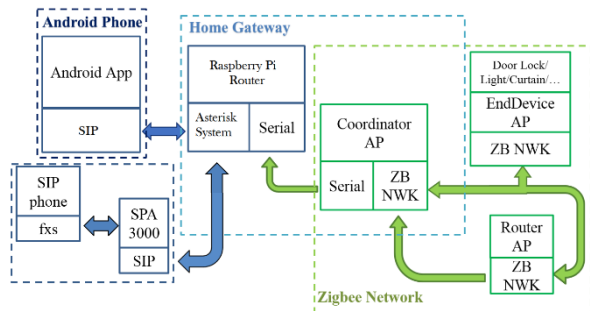 Android Phone
Android App
SIP
SIP
phone
fxs
SPA
3000
SIP
Home Gateway
Raspberry Pi
Router
Asterisk
System
Serial
Coordinator
AP
Serial
ZB
NWK
Door Lock/
Light/Curtain/…
EndDevice
AP
ZB NWK
Router
AP
ZB
NWK
Zigbee Network